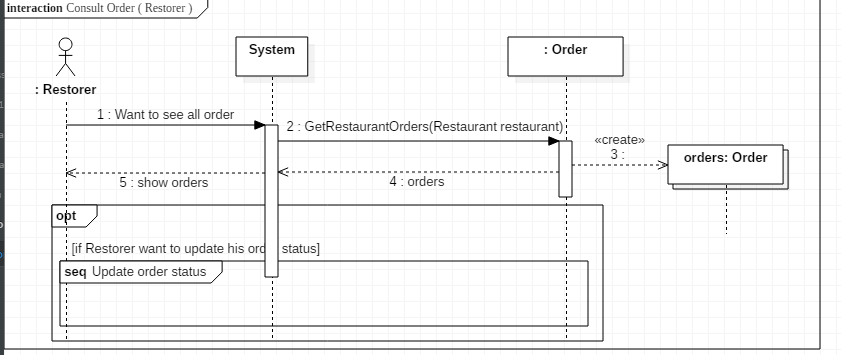 interaction Consult Order ( Restorer )
System
: Order
: Restorer
1 : Want to see all order
2 : GetRestaurantOrders(Restaurant restaurant)
«create»
3 :
orders: Order
5 : show orders
4 : orders
opt
[if Restorer want to update his ord status]
seq Update order status